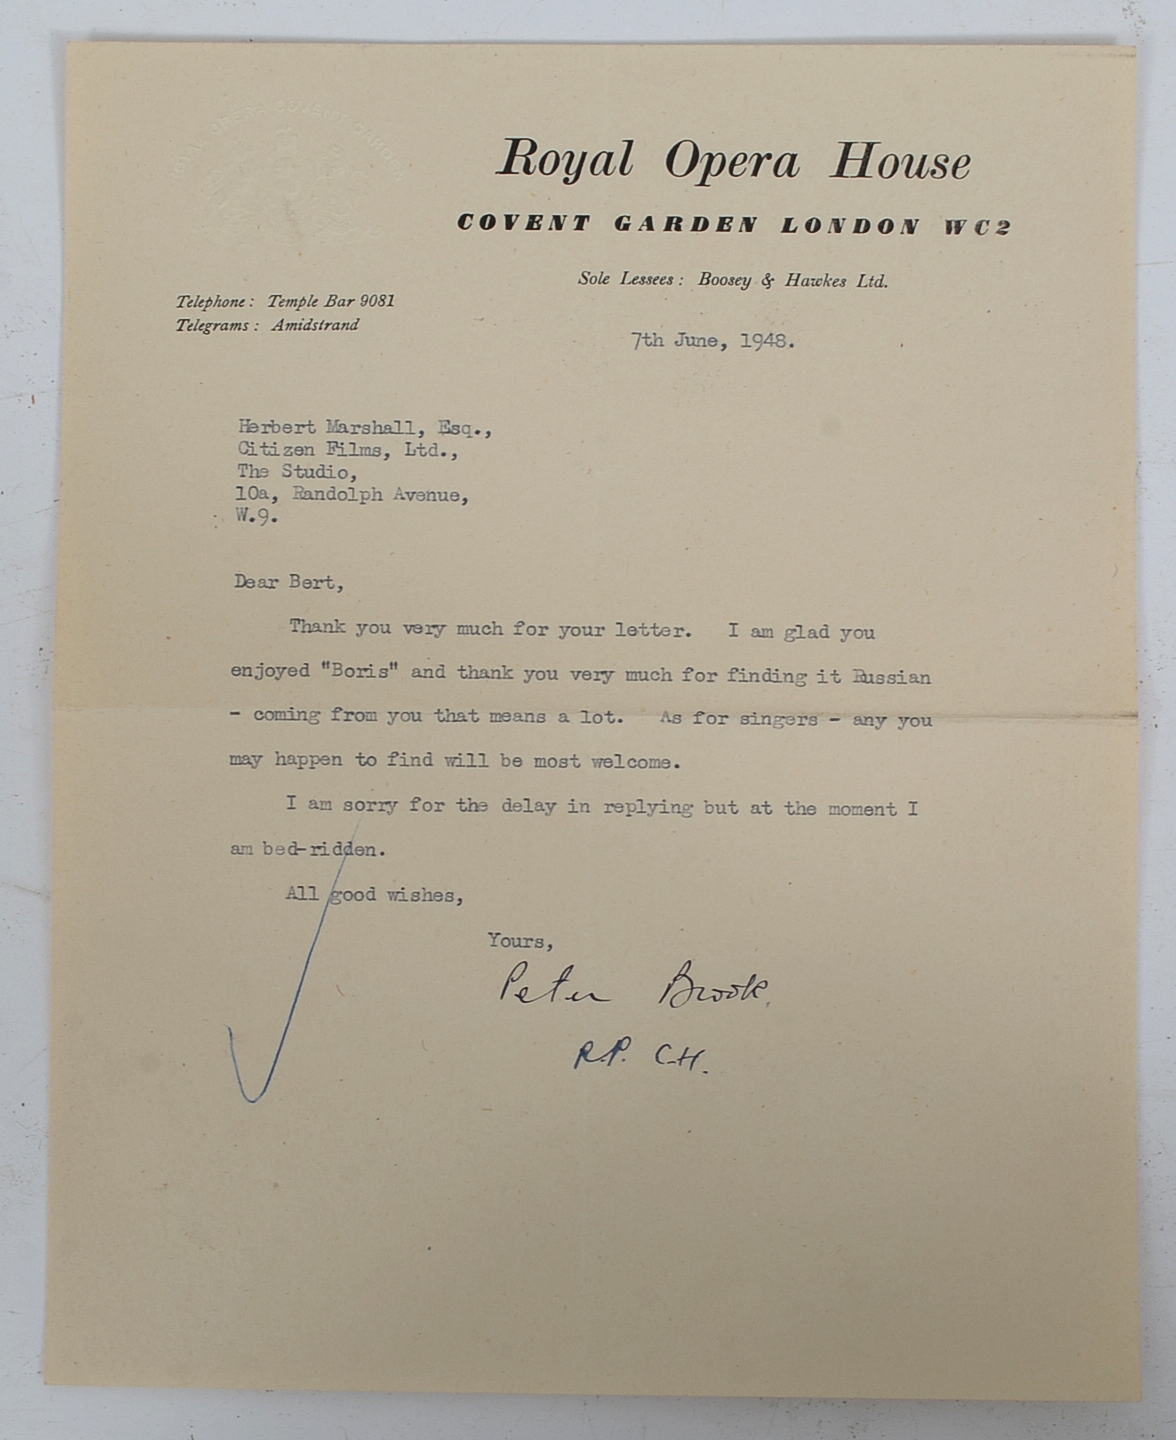 Royal Opera House
COVENT GARDEN LONDON WC2
Sole Lessees: Boosey & Hawkes Ltd.
Telephone: Temple Bar 9081
Telegrams: Amidstrand
7th June, 1948.
Herbert Marshall, Esq.,
Citizen Films, Ltd.,
The Studio,
10a, Randolph Avenue,
W.9.
Dear Bert,
Thank you very much for your letter. I am glad you
enjoyed "Boris" and thank you very much for finding it Russian
- coming from you that means a lot. As for singers - any you
may happen to find will be most welcome.
I am sorry for the delay in replying but at the moment I
am bed-ridden.
All good wishes,
Yours,
Peter Brook
R.P. C.H.